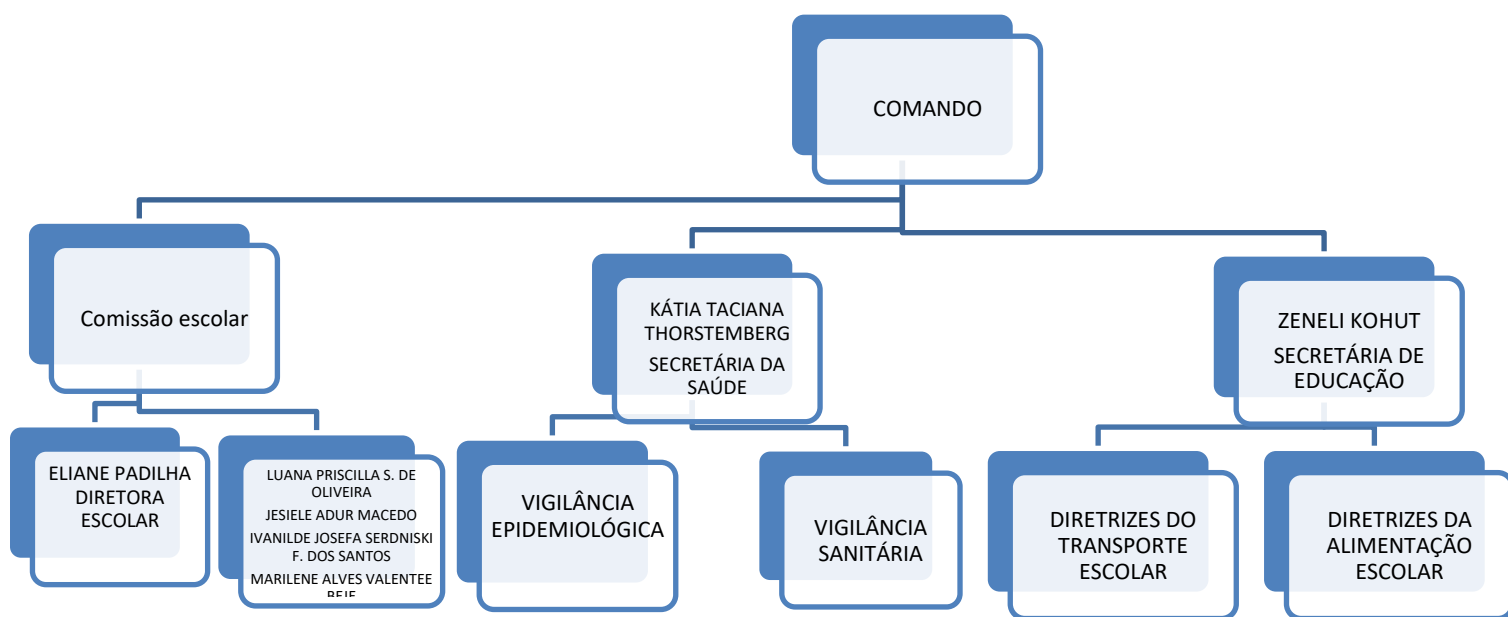 COMANDO
Comissão escolar
KÁTIA TACIANA
THORSTEMBERG
SECRETÁRIA DA
SAÚDE
ZENELI KOHUT
SECRETÁRIA DE
EDUCAÇÃO
ELIANE PADILHA
DIRETORA
ESCOLAR
LUANA PRISCILLA S. DE
OLIVEIRA
JESIELE ADUR MACEDO
IVANILDE JOSEFA SERDNISKI
F. DOS SANTOS
MARILENE ALVES VALENTEE
VIGILÂNCIA
EPIDEMIOLÓGICA
VIGILÂNCIA
SANITÁRIA
DIRETRIZES DO
TRANSPORTE
ESCOLAR
DIRETRIZES DA
ALIMENTAÇÃO
ESCOLAR